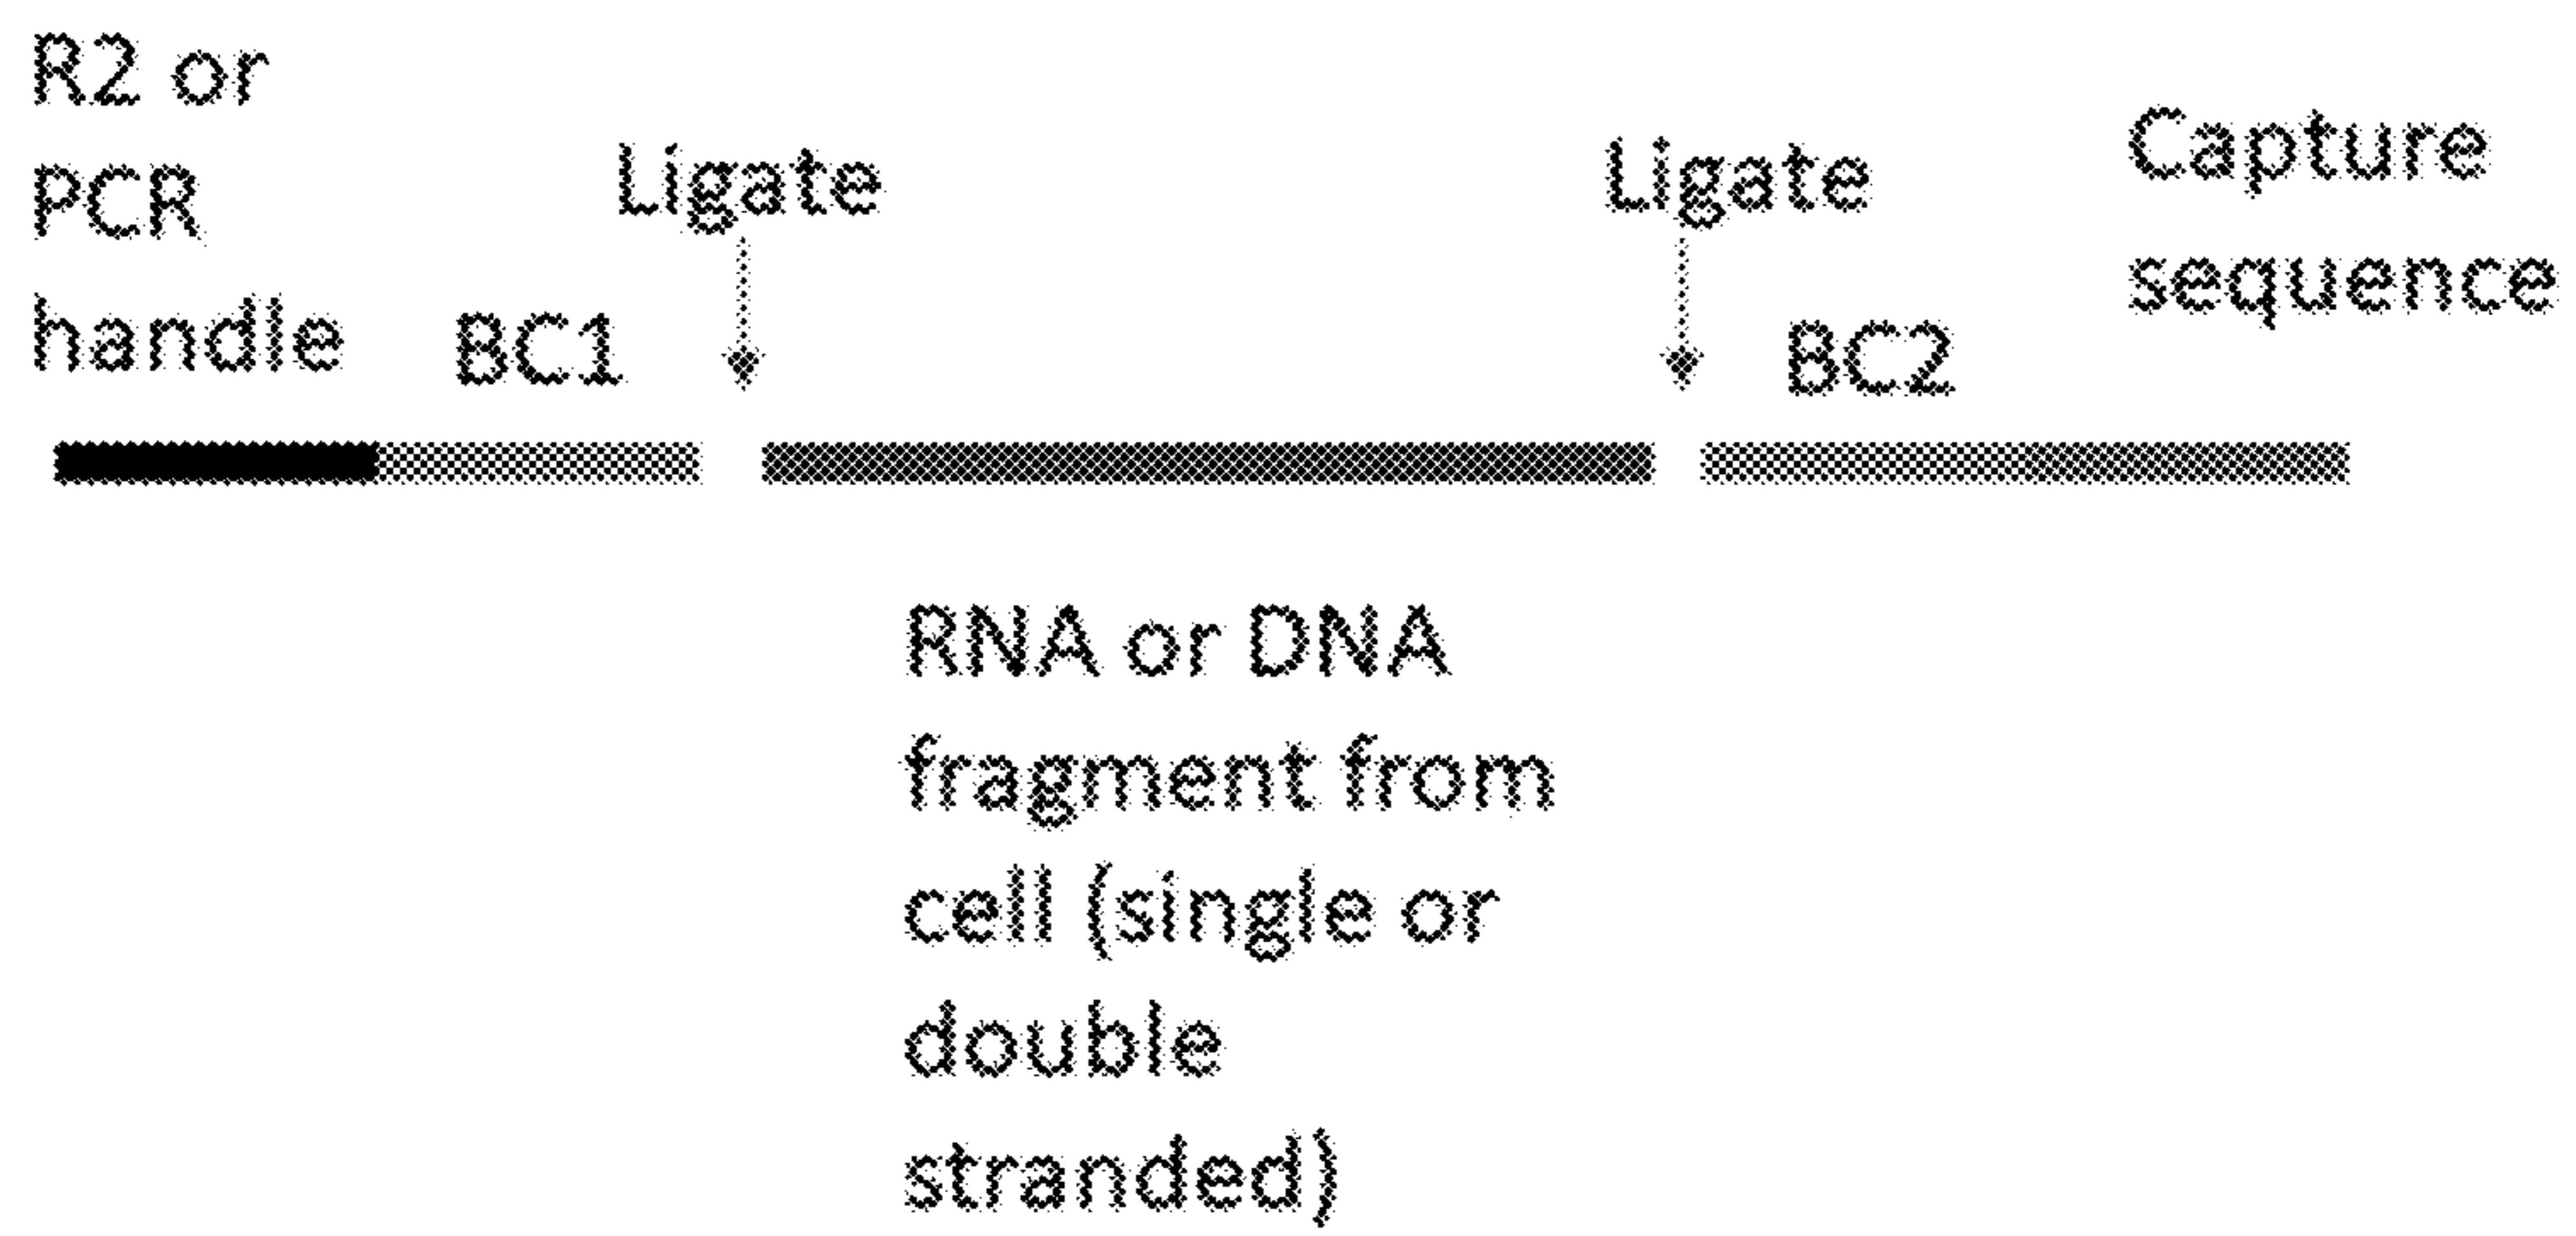 R2 or
PCR
handle
BC1
Ligate
Ligate
BC2
Capture
sequence
RNA or DNA
fragment from
cell (single or
double
stranded)